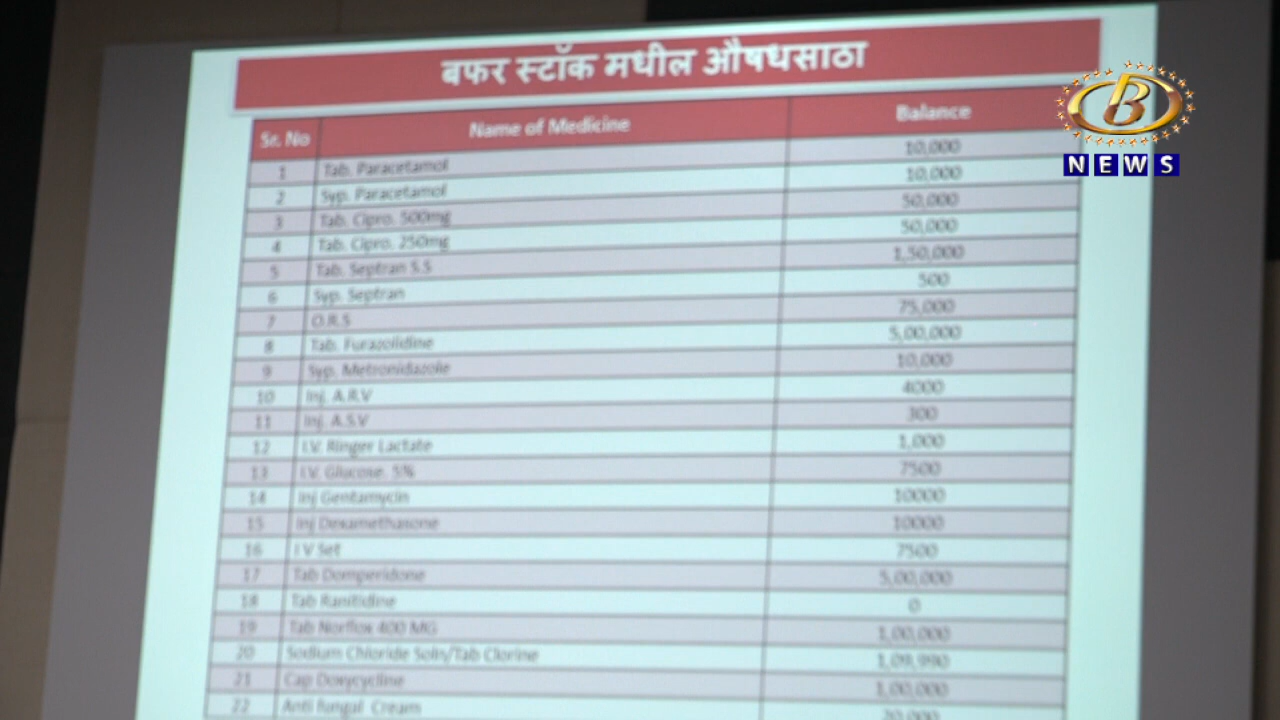 बफर स्टॉक मधील औषधसाठा
Sr. No Name of Medicine Balance
1 Tab. Paracetamol 10,000
2 Syp. Paracetamol 10,000
3 Tab. Cipro. 500mg 50,000
4 Tab. Cipro. 250mg 50,000
5 Tab. Septran S.S 1,50,000
6 Syp. Septran 500
7 O.R.S 75,000
8 Tab. Furazolidine 5,00,000
9 Syp. Metronidazole 10,000
10 Inj. A.R.V 4000
11 Inj. A.S.V 300
12 I.V. Ringer Lactate 1,000
13 I.V. Glucose. 5% 7500
14 Inj Gentamycin 10000
15 Inj Dexamethasone 10000
16 I V Set 7500
17 Tab Domperidone 5,00,000
18 Tab Ranitidine 0
19 Tab Norflox 400 MG 1,00,000
20 Sodium Chloride Soln/Tab Clorine 1,09,990
21 Cap Doxycycline 1,00,000
22 Anti fungal Cream 20,000
B
NEWS